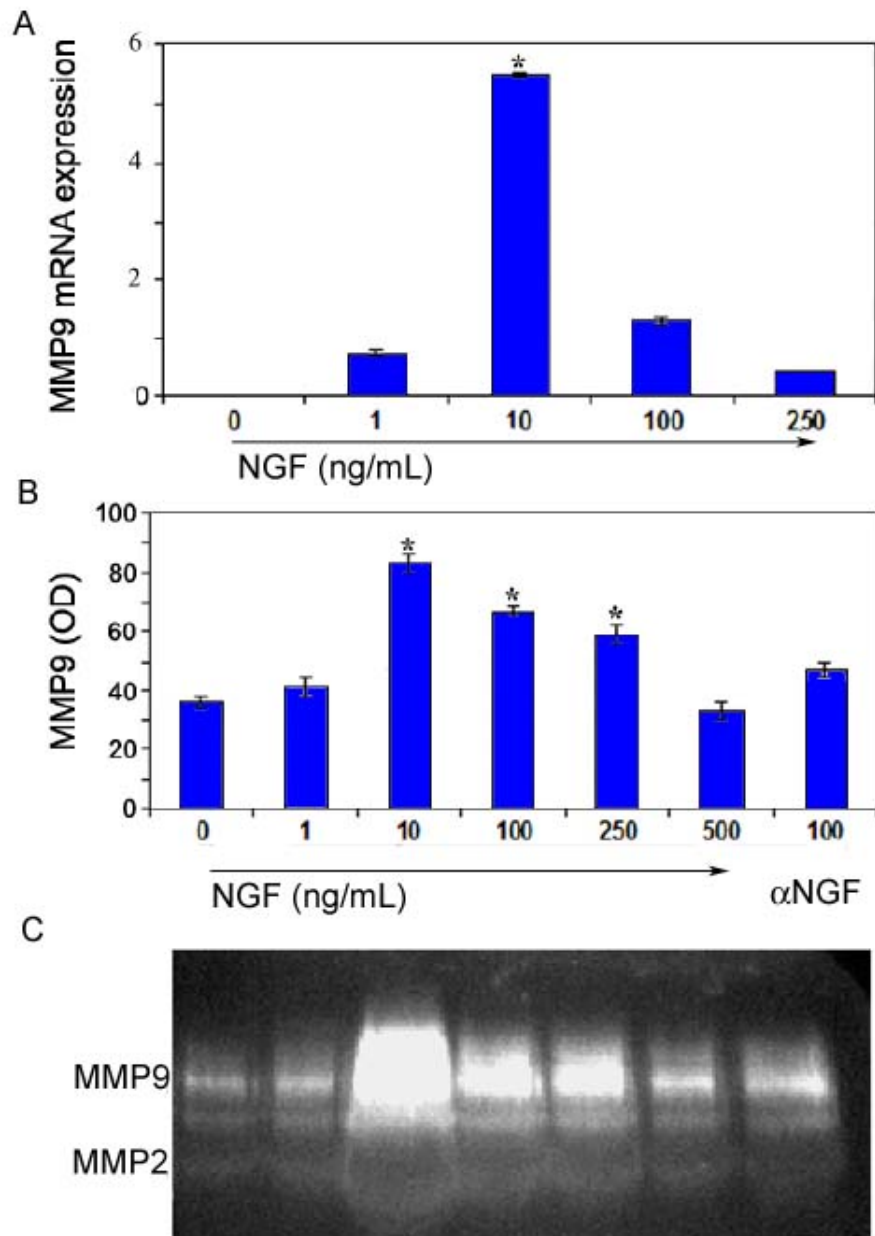 A
MMP9 mRNA expression
6
4
2
0
*
0 1 10 100 250
NGF (ng/mL)
B
MMP9 (OD)
100
80
60
40
20
0
* * *
0 1 10 100 250 500 100
NGF (ng/mL) αNGF
C
MMP9
MMP2